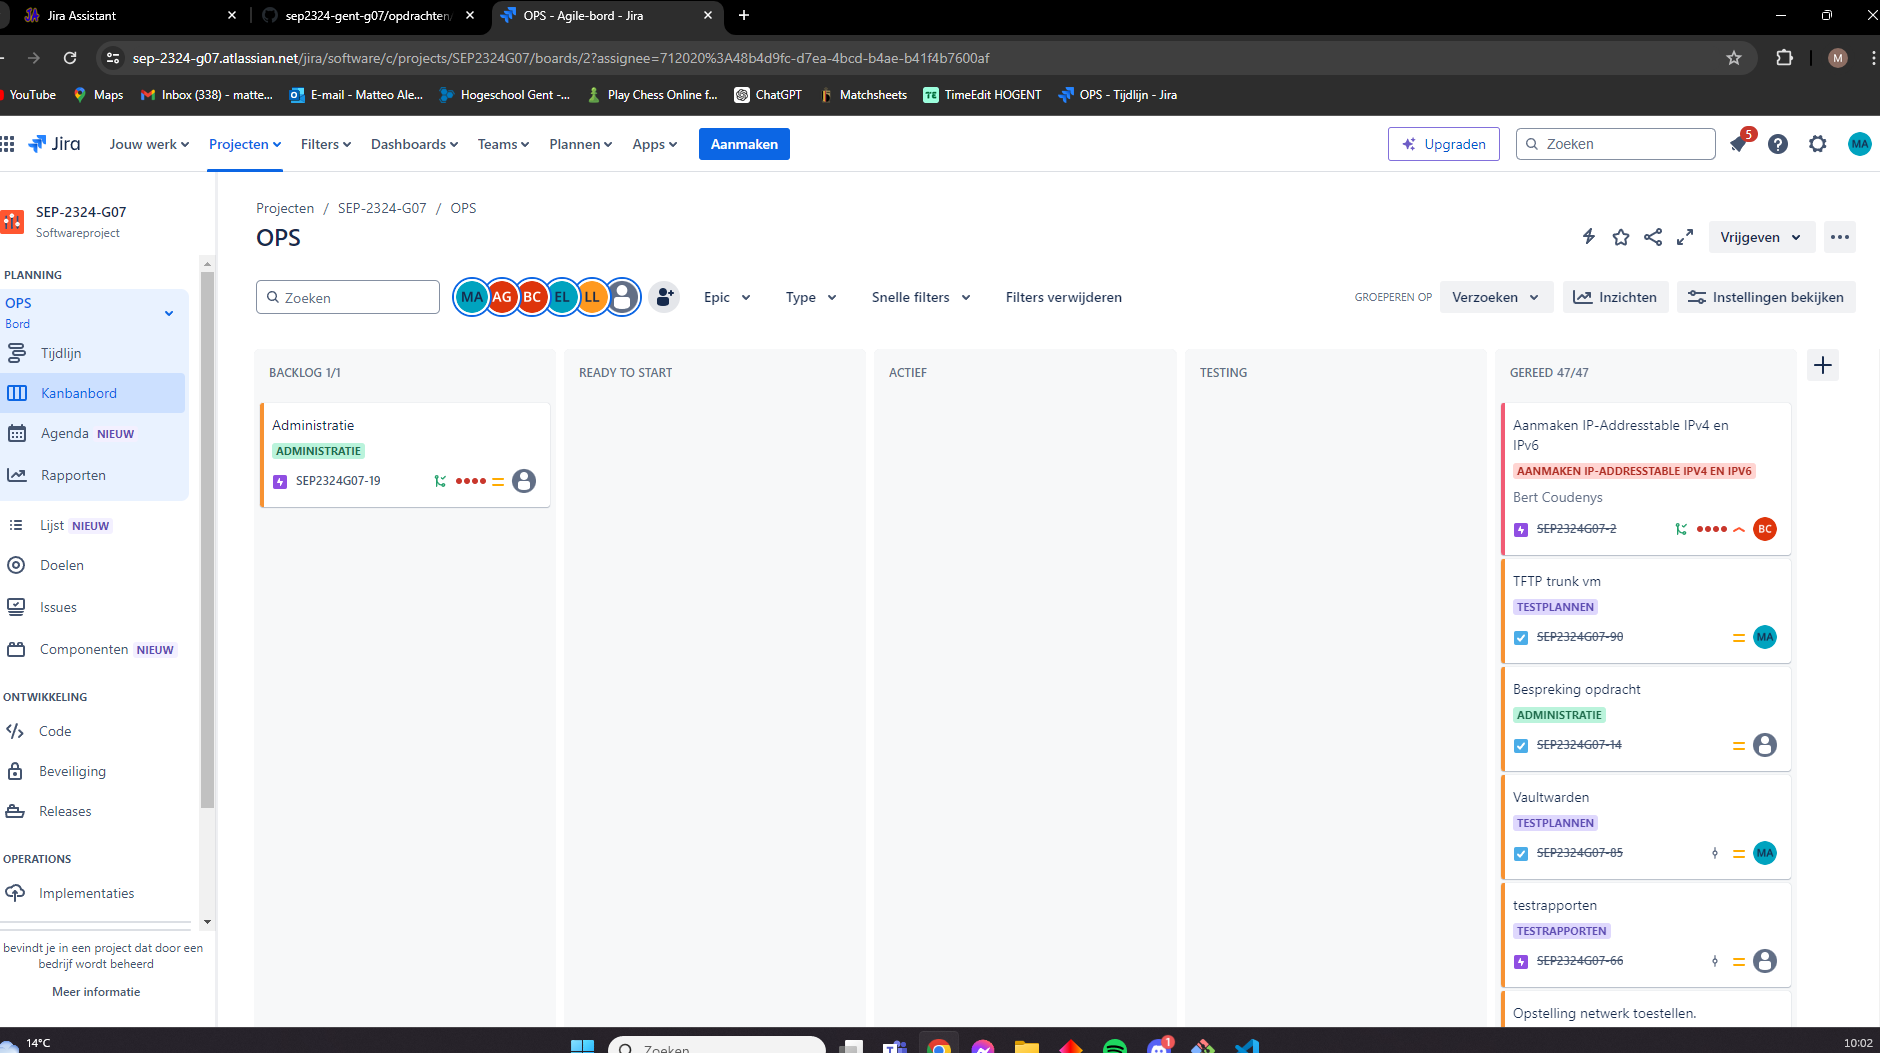 Jira Assistant
sep2324-gent-g07/opdrachten/
OPS - Agile-bord - Jira
sep-2324-g07.atlassian.net/jira/software/c/projects/SEP2324G07/boards/2?assignee=712020%3A48b4d9fc-d7ea-4bcd-b4ae-b41f4b7600af
M
YouTube
Maps
Inbox (338) - matte...
E-mail - Matteo Ale...
Hogeschool Gent -...
Play Chess Online f...
ChatGPT
Matchsheets
TE
TimeEdit HOGENT
OPS - Tijdlijn - Jira
Jira
Jouw werk
Projecten
Filters
Dashboards
Teams
Plannen
Apps
Aanmaken
Upgraden
Zoeken
5
MA
SEP-2324-G07
Softwareproject
PLANNING
OPS
Bord
Tijdlijn
Kanbanbord
Agenda NIEUW
Rapporten
Lijst NIEUW
Doelen
Issues
Componenten NIEUW
ONTWIKKELING
Code
Beveiliging
Releases
OPERATIONS
Implementaties
bevindt je in een project dat door een
bedrijf wordt beheerd
Meer informatie
Projecten / SEP-2324-G07 / OPS
OPS
Vrijgeven
Zoeken
MA AG BC EL LL
Epic
Type
Snelle filters
Filters verwijderen
GROEPEREN OP
Verzoeken
Inzichten
Instellingen bekijken
BACKLOG 1/1
Administratie
ADMINISTRATIE
SEP2324G07-19
READY TO START
ACTIEF
TESTING
GEREED 47/47
Aanmaken IP-Addresstable IPv4 en
IPv6
AANMAKEN IP-ADDRESSTABLE IPV4 EN IPV6
Bert Coudenys
SEP2324G07-2
BC
TFTP trunk vm
TESTPLANNEN
SEP2324G07-90
MA
Bespreking opdracht
ADMINISTRATIE
SEP2324G07-14
Vaultwarden
TESTPLANNEN
SEP2324G07-85
MA
testrapporten
TESTRAPPORTEN
SEP2324G07-66
Opstelling netwerk toestellen.
14°C
Zoeken
1
10:02